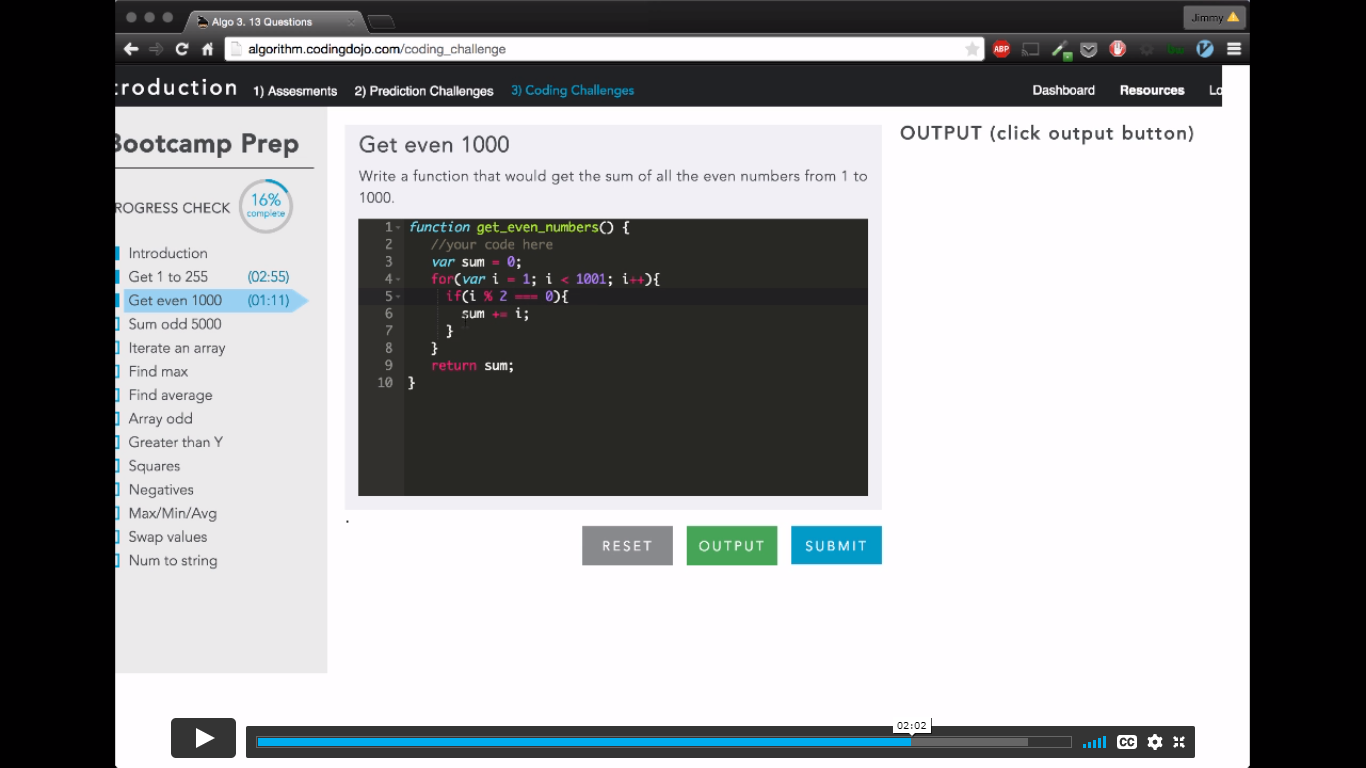 Algo 3. 13 Questions
Jimmy
algorithm.codingdojo.com/coding_challenge
ABP
troduction 1) Assesments 2) Prediction Challenges 3) Coding Challenges Dashboard Resources Lo
Bootcamp Prep
ROGRESS CHECK 16% complete
Introduction
Get 1 to 255 (02:55)
Get even 1000 (01:11)
Sum odd 5000
Iterate an array
Find max
Find average
Array odd
Greater than Y
Squares
Negatives
Max/Min/Avg
Swap values
Num to string
Get even 1000
Write a function that would get the sum of all the even numbers from 1 to
1000.
1 function get_even_numbers() {
2 //your code here
3 var sum = 0;
4 for(var i = 1; i < 1001; i++){
5 if(i % 2 === 0){
6 sum += i;
7 }
8 }
9 return sum;
10 }
RESET OUTPUT SUBMIT
OUTPUT (click output button)
02:02
CC